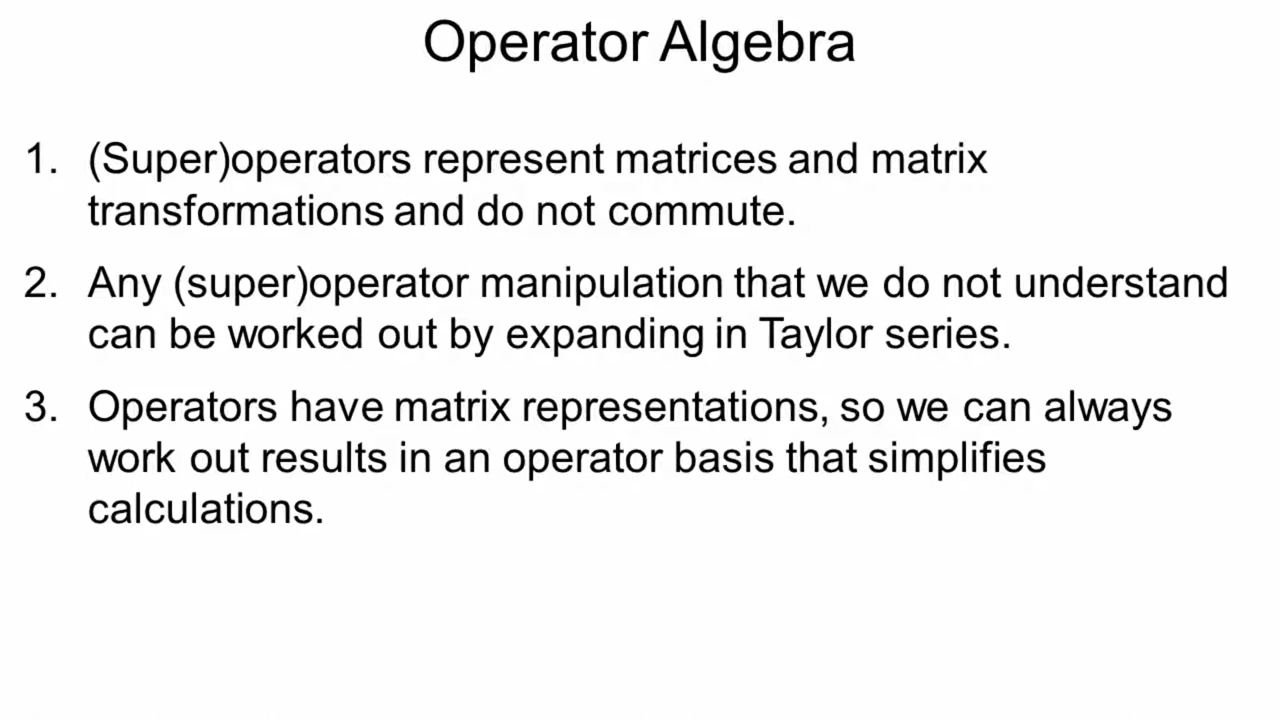 Operator Algebra
1. (Super)operators represent matrices and matrix
transformations and do not commute.
2. Any (super)operator manipulation that we do not understand
can be worked out by expanding in Taylor series.
3. Operators have matrix representations, so we can always
work out results in an operator basis that simplifies
calculations.